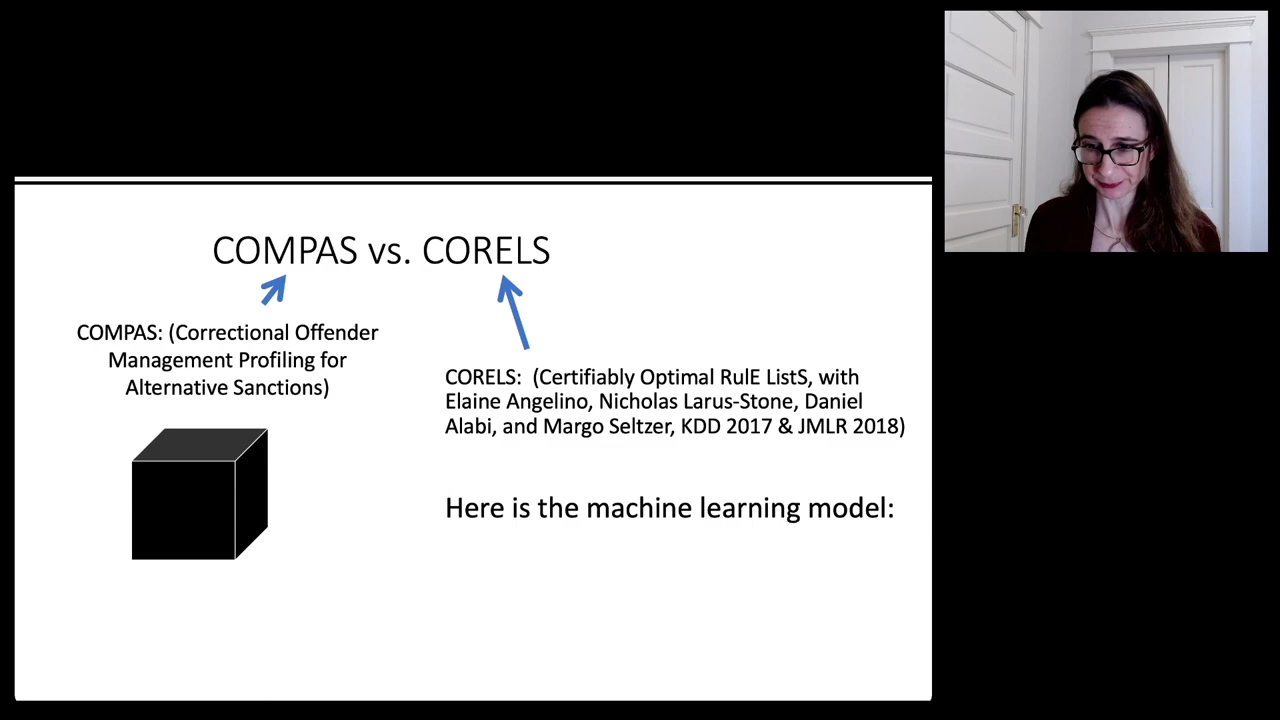 COMPAS vs. CORELS
COMPAS: (Correctional Offender
Management Profiling for
Alternative Sanctions)
CORELS:  (Certifiably Optimal RulE ListS, with
Elaine Angelino, Nicholas Larus-Stone, Daniel
Alabi, and Margo Seltzer, KDD 2017 & JMLR 2018)
Here is the machine learning model: